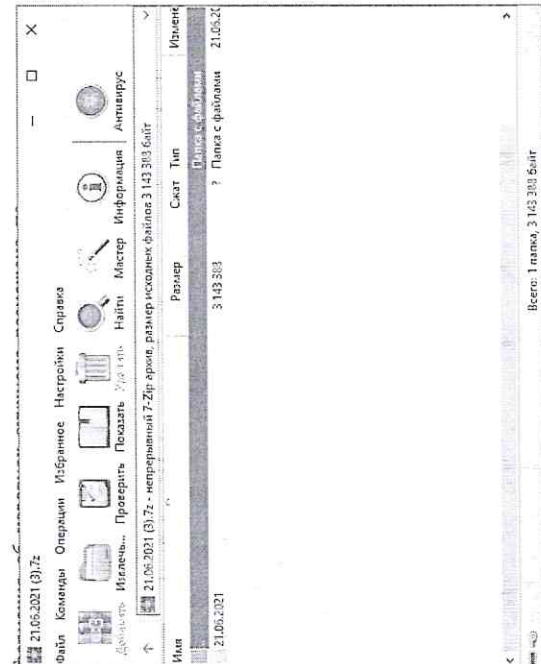 21.06.2021 (3).7z
Файл Команды Операции Избранное Настройки Справка
Добавить Извлечь... Проверить Показать Удалить Найти Мастер Информация Антивирус
21.06.2021 (3).7z - непрерывный 7-Zip архив, размер исходных файлов 3 143 383 байт
Имя Размер Сжат Тип Измене
Папка с файлами
21.06.2021 3 143 383 ? Папка с файлами 21.06.20
Всего: 1 папка, 3 143 383 байт